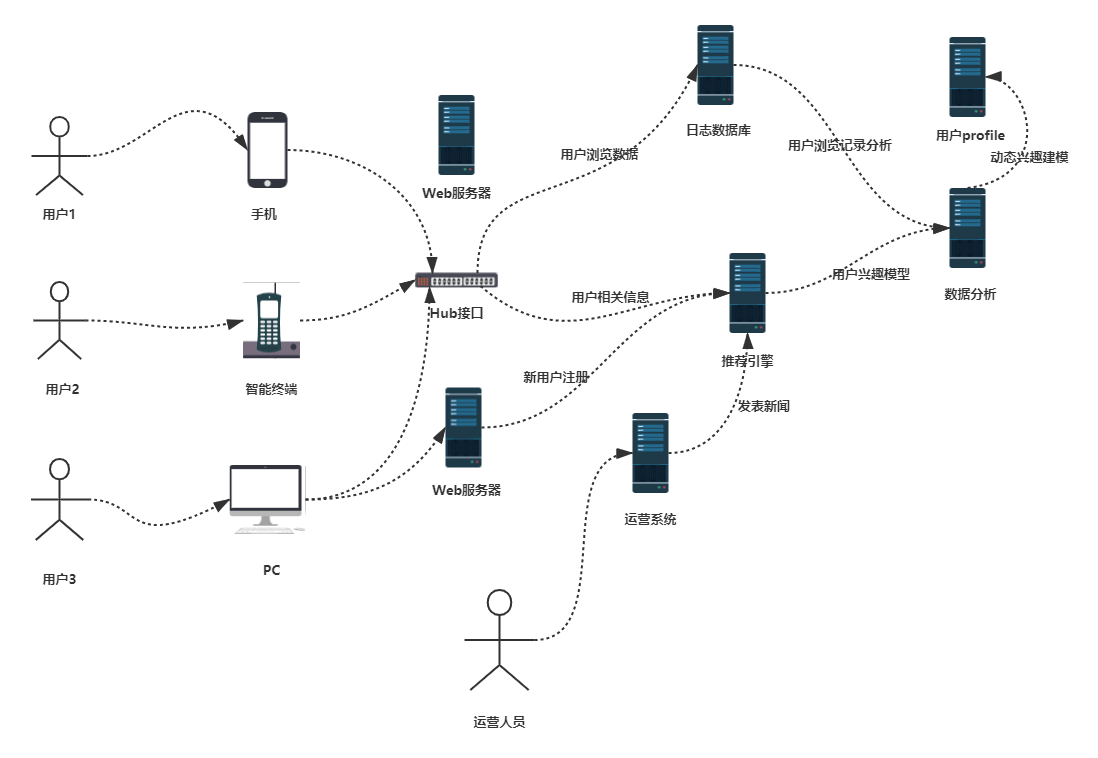 日志数据库
用户profile
用户浏览记录分析
用户浏览数据
动态兴趣建模
Web服务器
用户1
手机
用户兴趣模型
数据分析
用户相关信息
Hub接口
推荐引擎
新用户注册
用户2
智能终端
发表新闻
Web服务器
运营系统
PC
用户3
运营人员